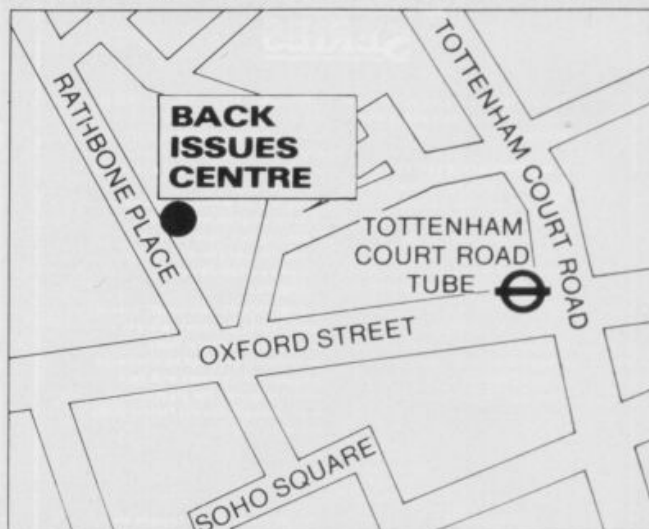 RATHBONE PLACE
BACK
ISSUES
CENTRE
TOTTENHAM COURT ROAD
TOTTENHAM
COURT ROAD
TUBE
OXFORD STREET
SOHO SQUARE